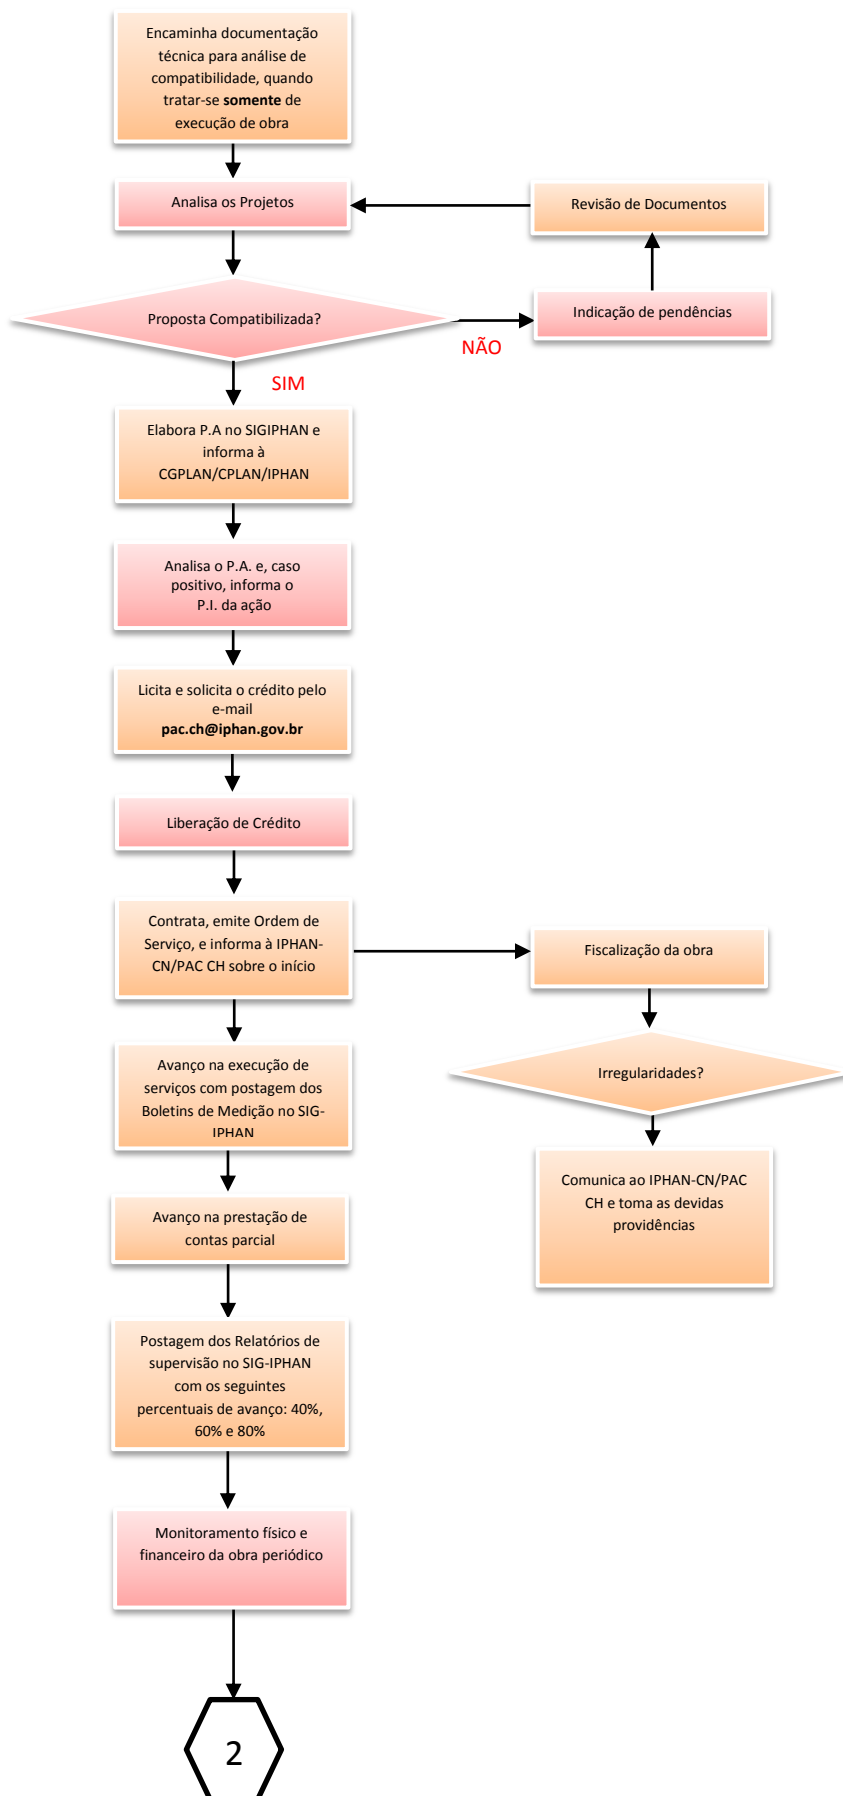 Encaminha documentação
técnica para análise de
compatibilidade, quando
tratar-se somente de
execução de obra
Analisa os Projetos
Revisão de Documentos
Proposta Compatibilizada?
Indicação de pendências
NÃO
SIM
Elabora P.A no SIGIPHAN e
informa à
CGPLAN/CPLAN/IPHAN
Analisa o P.A. e, caso
positivo, informa o
P.I. da ação
Licita e solicita o crédito pelo
e-mail
pac.ch@iphan.gov.br
Liberação de Crédito
Contrata, emite Ordem de
Serviço, e informa à IPHAN-
CN/PAC CH sobre o início
Fiscalização da obra
Avanço na execução de
serviços com postagem dos
Boletins de Medição no SIG-
IPHAN
Irregularidades?
Comunica ao IPHAN-CN/PAC
CH e toma as devidas
providências
Avanço na prestação de
contas parcial
Postagem dos Relatórios de
supervisão no SIG-IPHAN
com os seguintes
percentuais de avanço: 40%,
60% e 80%
Monitoramento físico e
financeiro da obra periódico
2